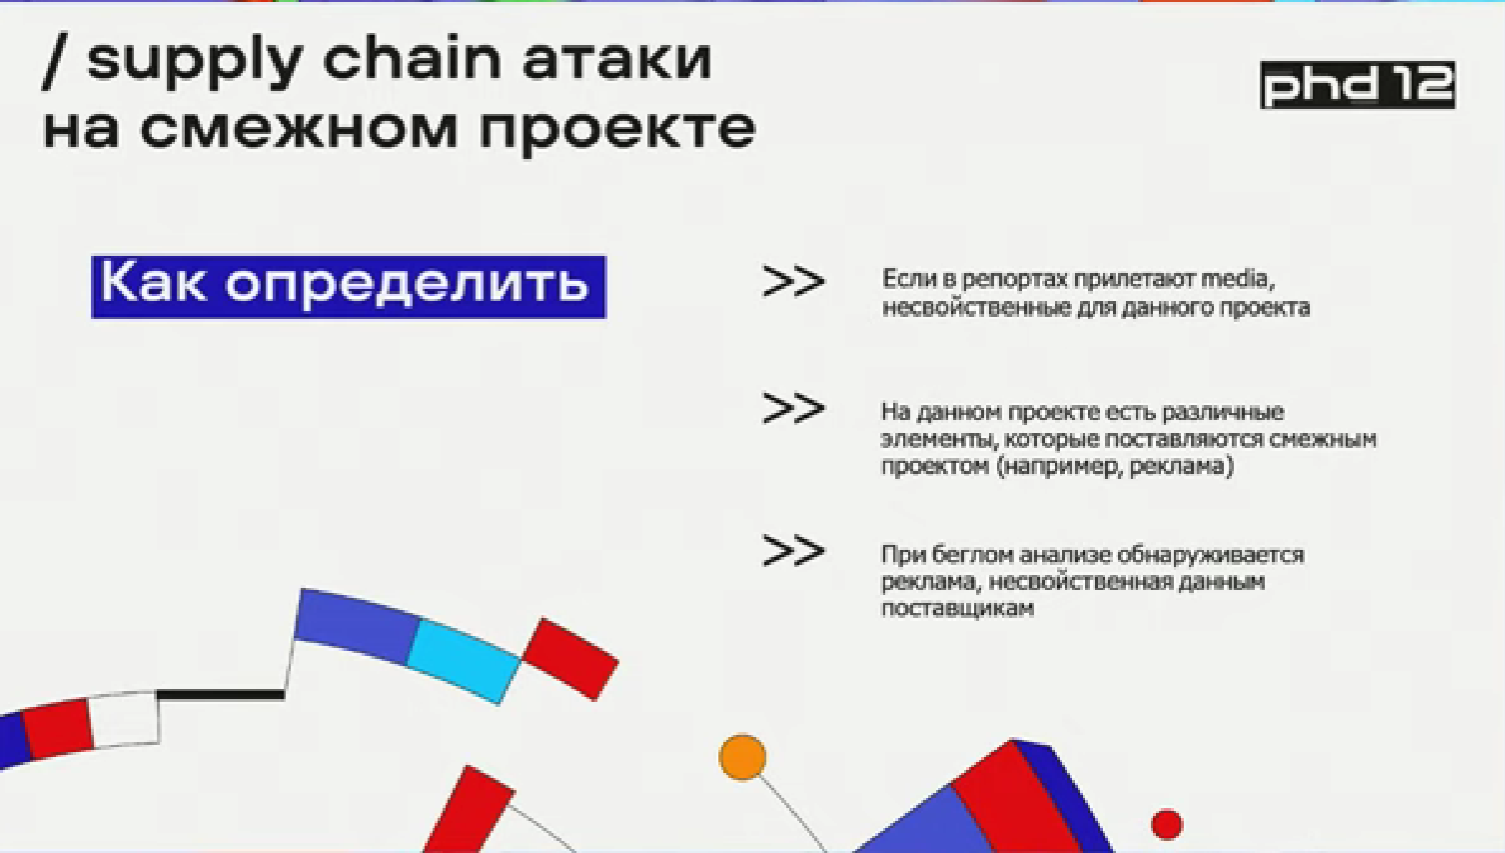 / supply chain атаки
на смежном проекте
phd 12
Как определить
>> Если в репортах прилетают media,
несвойственные для данного проекта
>> На данном проекте есть различные
элементы, которые поставляются смежным
проектом (например, реклама)
>> При беглом анализе обнаруживается
реклама, несвойственная данным
поставщикам